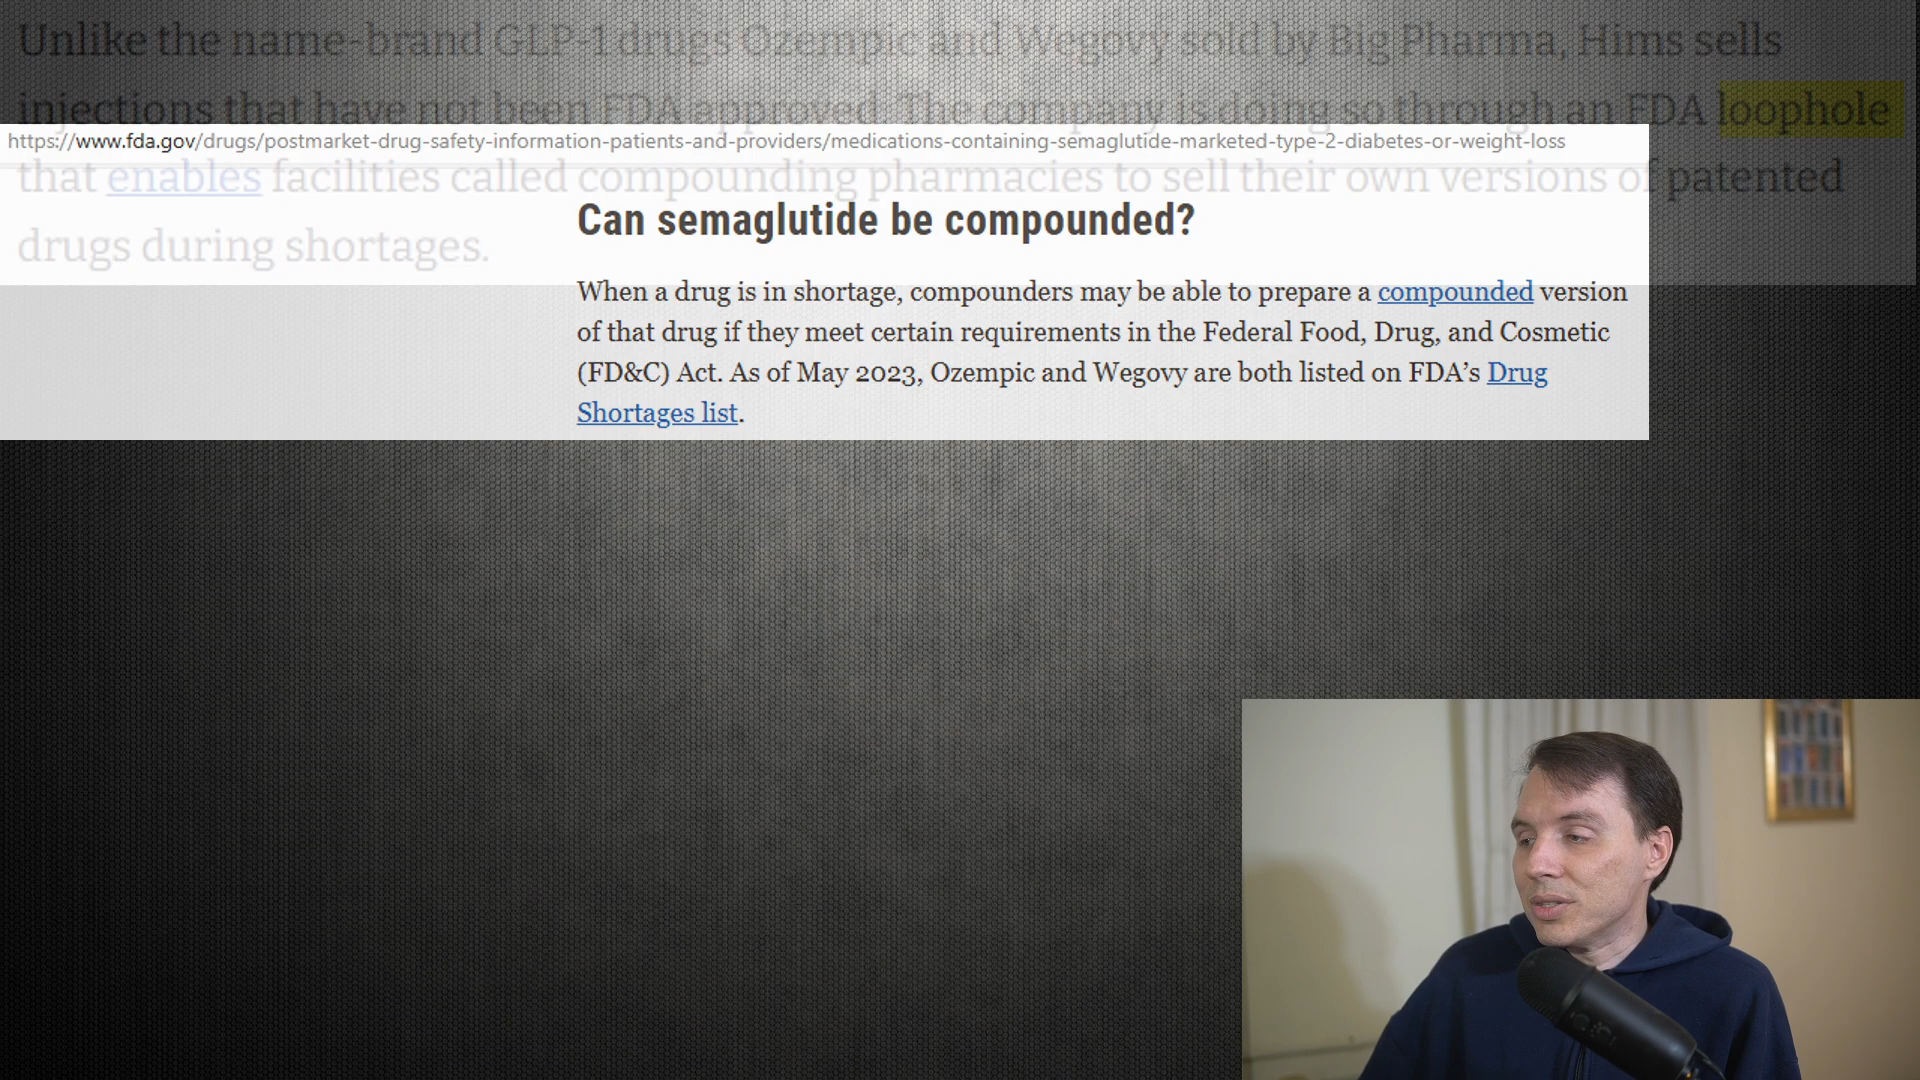 Unlike the name-brand GLP-1 drugs Ozempic and Wegovy sold by Big Pharma, Hims sells
injections that have not been FDA approved. The company is doing so through an FDA loophole
https://www.fda.gov/drugs/postmarket-drug-safety-information-patients-and-providers/medications-containing-semaglutide-marketed-type-2-diabetes-or-weight-loss
that enables facilities called compounding pharmacies to sell their own versions of patented
Can semaglutide be compounded?
drugs during shortages.
When a drug is in shortage, compounders may be able to prepare a compounded version
of that drug if they meet certain requirements in the Federal Food, Drug, and Cosmetic
(FD&C) Act. As of May 2023, Ozempic and Wegovy are both listed on FDA’s Drug
Shortages list.